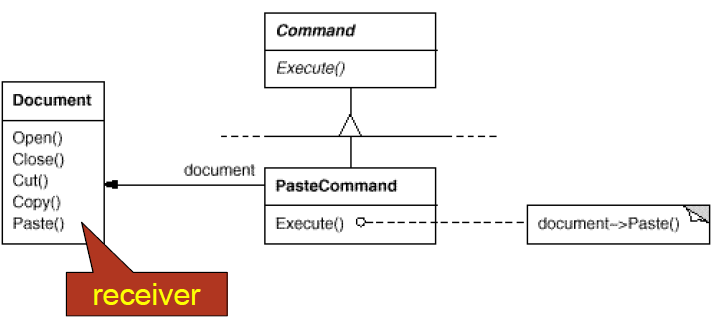 Command
Execute()
Document
Open()
Close()
Cut()
Copy()
Paste()
document
PasteCommand
Execute()
document->Paste()
receiver